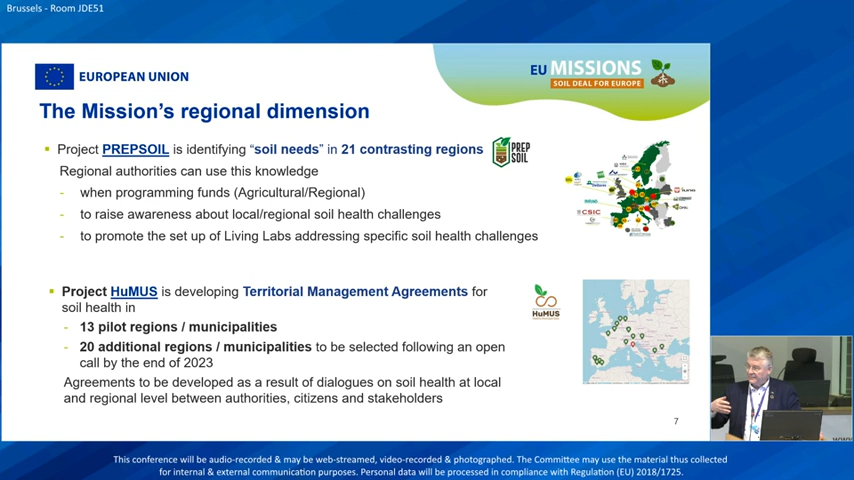 Brussels - Room JDE51
EUROPEAN UNION
EU MISSIONS
SOIL DEAL FOR EUROPE
The Mission's regional dimension
Project PREPSOIL is identifying "soil needs" in 21 contrasting regions
PREP
SOIL
Regional authorities can use this knowledge
- when programming funds (Agricultural/Regional)
- to raise awareness about local/regional soil health challenges
- to promote the set up of Living Labs addressing specific soil health challenges
CSIC
Project HuMUS is developing Territorial Management Agreements for
soil health in
HuMUS
- 13 pilot regions / municipalities
- 20 additional regions / municipalities to be selected following an open
call by the end of 2023
Agreements to be developed as a result of dialogues on soil health at local
and regional level between authorities, citizens and stakeholders
7
This conference will be audio-recorded & may be web-streamed, video-recorded & photographed. The Committee may use the material thus collected
for internal & external communication purposes. Personal data will be processed in compliance with Regulation (EU) 2018/1725.